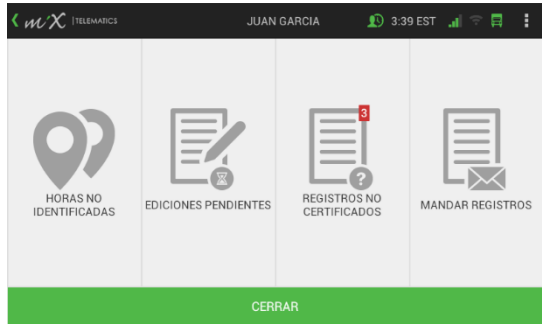 mix TELEMATICS JUAN GARCIA 3:39 EST
3
?
HORAS NO
IDENTIFICADAS
EDICIONES PENDIENTES
REGISTROS NO
CERTIFICADOS
MANDAR REGISTROS
CERRAR